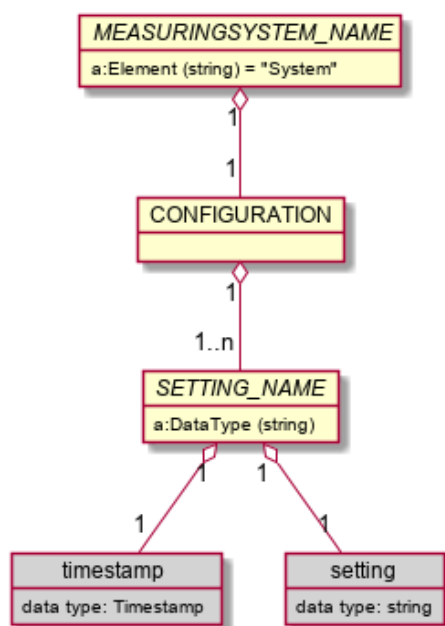 MEASURINGSYSTEM_NAME
a:Element (string) = "System"
1
1
CONFIGURATION
1
1..n
SETTING_NAME
a:DataType (string)
1
1
1
1
timestamp
setting
data type: Timestamp
data type: string